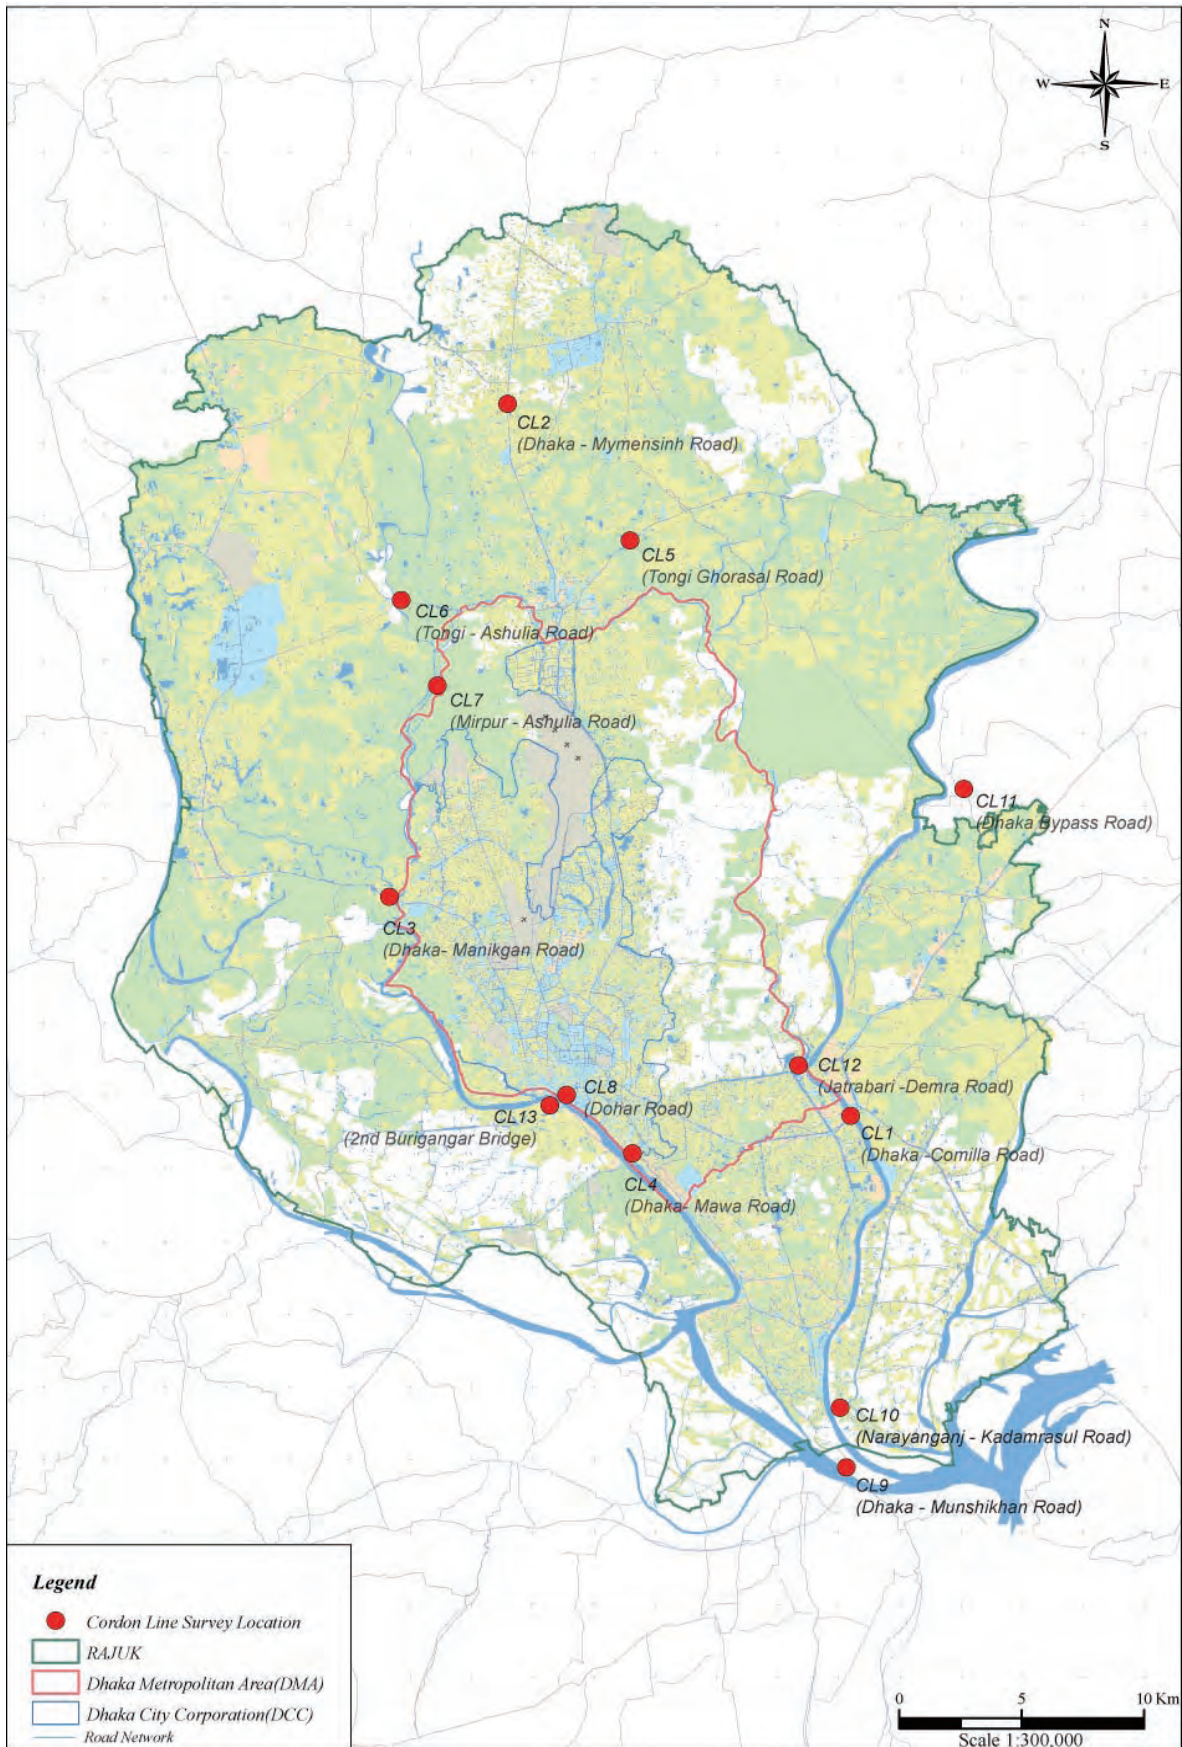 N
W
E
S
CL2
(Dhaka - Mymensinh Road)
CL5
(Tongi Ghorasal Road)
CL6
(Tongi - Ashulia Road)
CL7
(Mirpur - Ashulia Road)
CL11
(Dhaka Bypass Road)
CL3
(Dhaka- Manikgan Road)
CL12
(Jatrabari -Demra Road)
CL8
(Dohar Road)
CL13
(2nd Burigangar Bridge)
CL1
(Dhaka -Comilla Road)
CL4
(Dhaka- Mawa Road)
CL10
(Narayanganj - Kadamrasul Road)
CL9
(Dhaka - Munshikhan Road)
Legend
Cordon Line Survey Location
RAJUK
Dhaka Metropolitan Area(DMA)
Dhaka City Corporation(DCC)
Road Network
0 5 10 Km
Scale 1:300,000